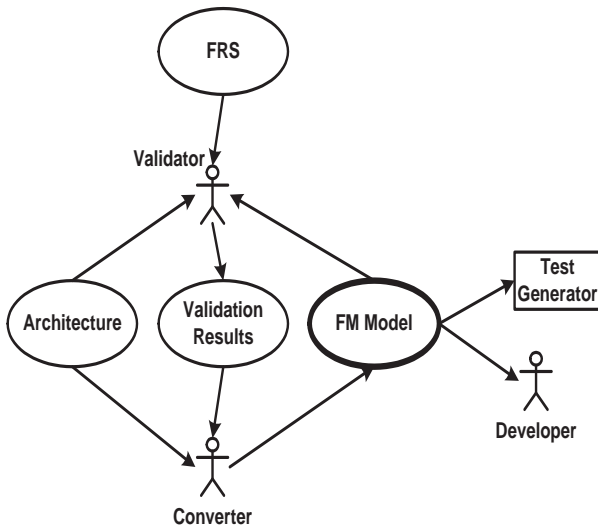 FRS
Validator
Test
Generator
Architecture
Validation
Results
FM Model
Developer
Converter